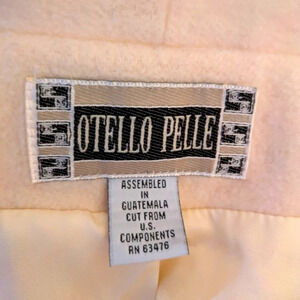 OTELLO PELLE
ASSEMBLED
IN
GUATEMALA
CUT FROM
U.S.
COMPONENTS
RN 63476